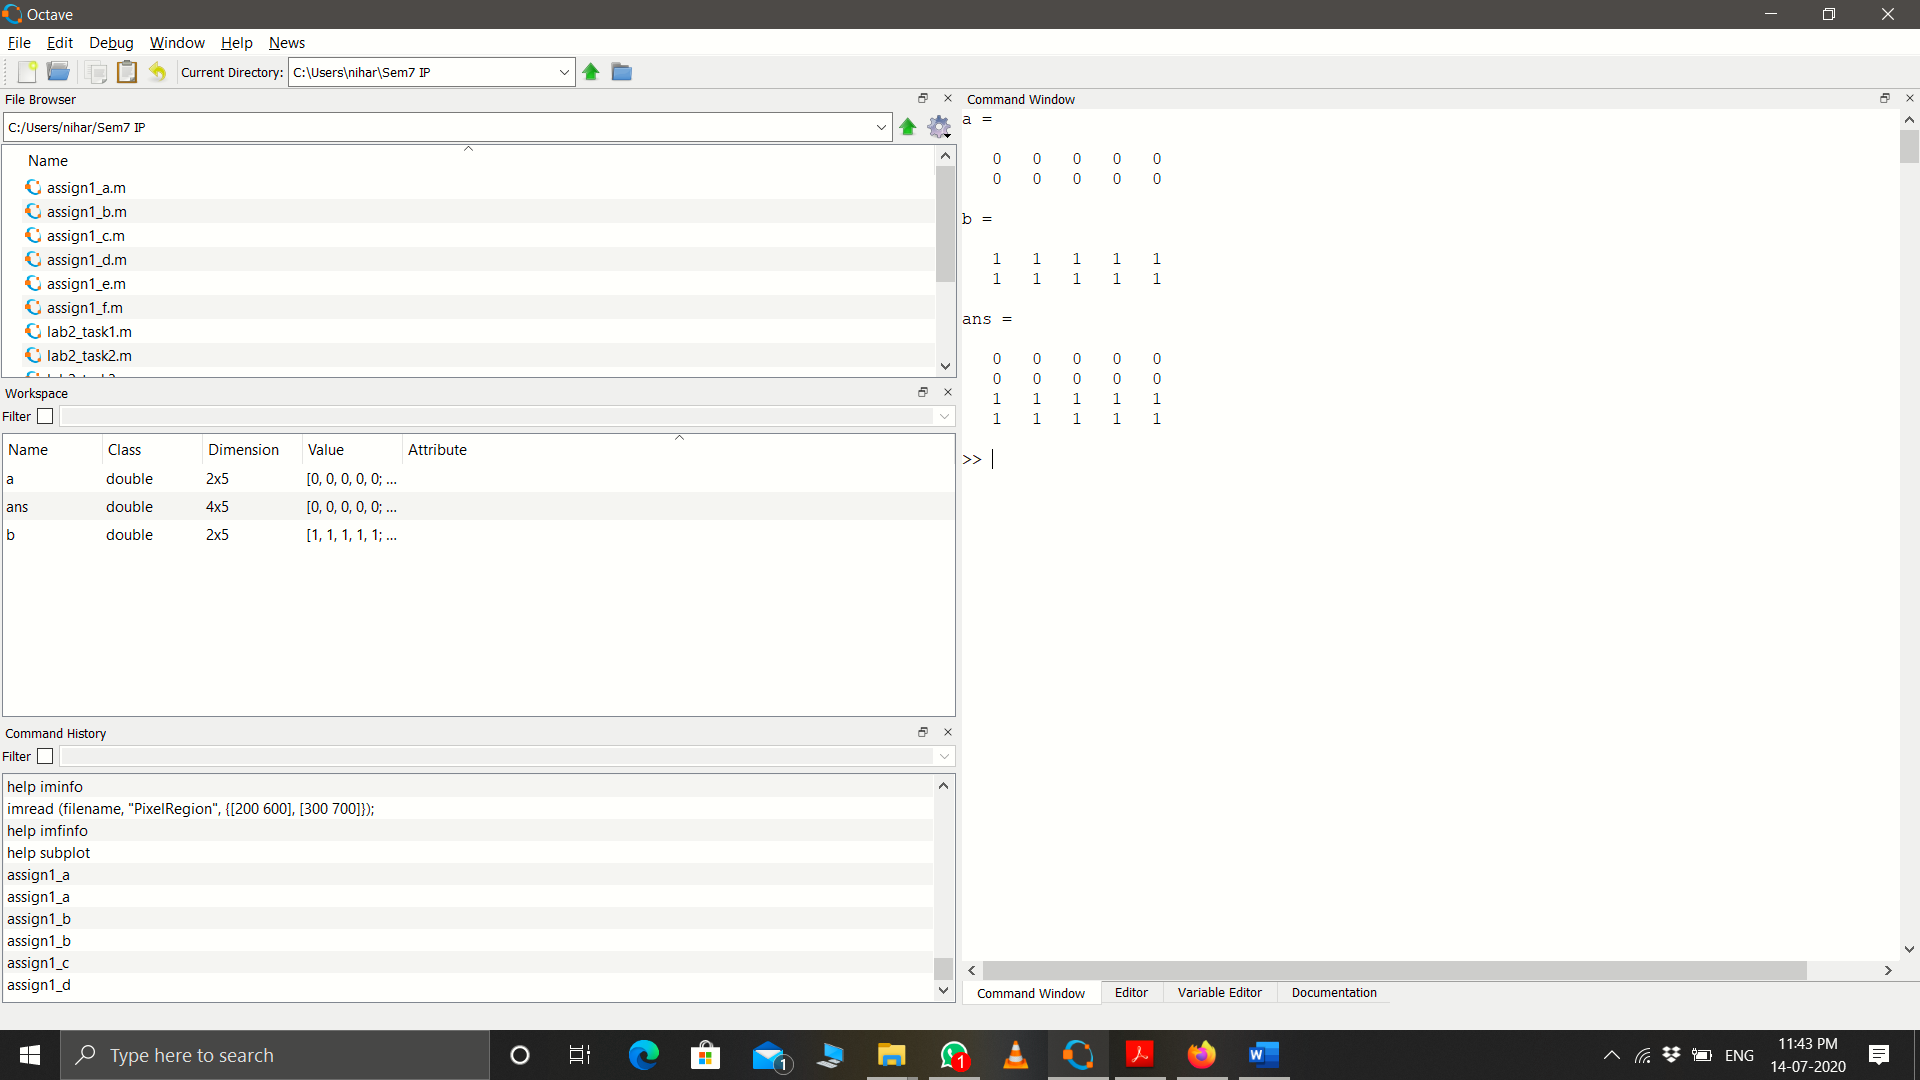 Octave
File Edit Debug Window Help News
Current Directory: C:\Users\nihar\Sem7 IP
File Browser
C:/Users/nihar/Sem7 IP
Name
assign1_a.m
assign1_b.m
assign1_c.m
assign1_d.m
assign1_e.m
assign1_f.m
lab2_task1.m
lab2_task2.m
Workspace
Filter
Name Class Dimension Value Attribute
a double 2x5 [0, 0, 0, 0, 0; ...
ans double 4x5 [0, 0, 0, 0, 0; ...
b double 2x5 [1, 1, 1, 1, 1; ...
Command History
Filter
help iminfo
imread (filename, "PixelRegion", {[200 600], [300 700]});
help imfinfo
help subplot
assign1_a
assign1_a
assign1_b
assign1_b
assign1_c
assign1_d
Command Window
a =
0 0 0 0 0
0 0 0 0 0
b =
1 1 1 1 1
1 1 1 1 1
ans =
0 0 0 0 0
0 0 0 0 0
1 1 1 1 1
1 1 1 1 1
>>
Command Window Editor Variable Editor Documentation
Type here to search
1
1
ENG
11:43 PM
14-07-2020